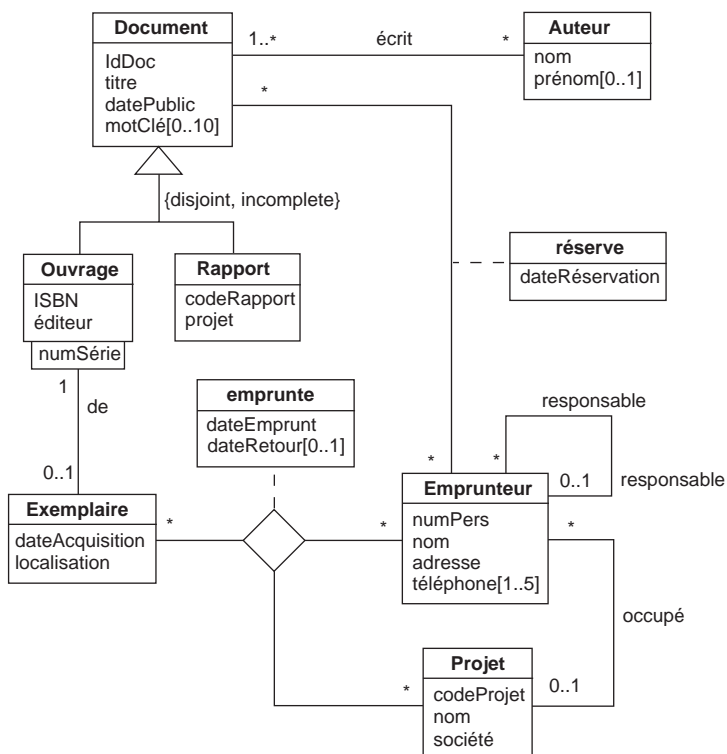 Document
IdDoc
titre
datePublic
motClé[0..10]
1..*
écrit
*
Auteur
nom
prénom[0..1]
*
{disjoint, incomplete}
Ouvrage
ISBN
éditeur
numSérie
Rapport
codeRapport
projet
réserve
dateRéservation
1
de
0..1
emprunte
dateEmprunt
dateRetour[0..1]
responsable
*
*
0..1
responsable
Exemplaire
dateAcquisition
localisation
*
*
Emprunteur
numPers
nom
adresse
téléphone[1..5]
*
occupé
*
Projet
codeProjet
nom
société
0..1